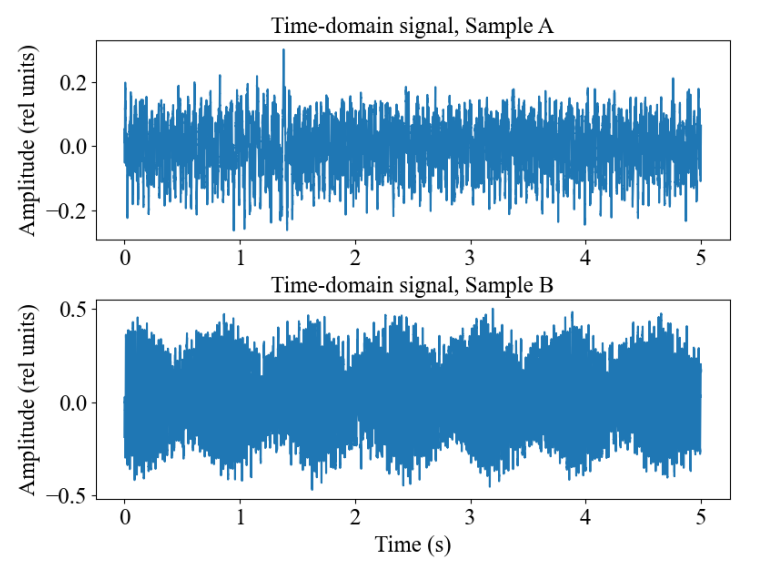 Time-domain signal, Sample A
Amplitude (rel units)
0.2
0.0
−0.2
0 1 2 3 4 5
Time-domain signal, Sample B
Amplitude (rel units)
0.5
0.0
−0.5
0 1 2 3 4 5
Time (s)